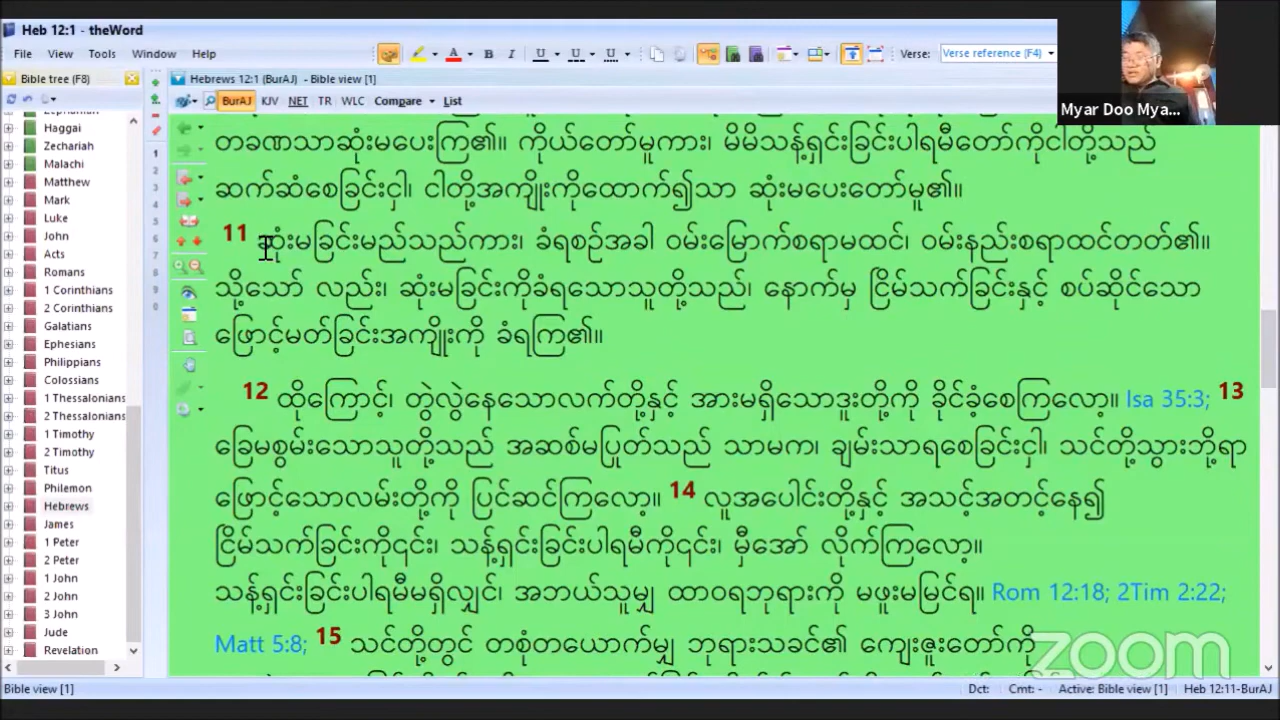 Heb 12:1 - theWord
File View Tools Window Help
Verse: Verse reference (F4)
Bible tree (F8)
Hebrews 12:1 (BurAJ) - Bible view [1]
BurAJ KJV NET TR WLC Compare List
Myar Doo Mya...
Haggai
Zechariah
Malachi
Matthew
Mark
Luke
John
Acts
Romans
1 Corinthians
2 Corinthians
Galatians
Ephesians
Philippians
Colossians
1 Thessalonians
2 Thessalonians
1 Timothy
2 Timothy
Titus
Philemon
Hebrews
James
1 Peter
2 Peter
1 John
2 John
3 John
Jude
Revelation
တခဏသာဆုံးမပေးကြ၏။ ကိုယ်တော်မူကား၊ မိမိသန့်ရှင်းခြင်းပါရမီတော်ကိုငါတို့သည်
ဆက်ဆံစေခြင်းငှါ၊ ငါတို့အကျိုးကိုထောက်၍သာ ဆုံးမပေးတော်မူ၏။
11 ဆုံးမခြင်းမည်သည်ကား၊ ခံရစဉ်အခါ ဝမ်းမြောက်စရာမထင်၊ ဝမ်းနည်းစရာထင်တတ်၏။
သို့သော် လည်း၊ ဆုံးမခြင်းကိုခံရသောသူတို့သည်၊ နောက်မှ ငြိမ်သက်ခြင်းနှင့် စပ်ဆိုင်သော
ဖြောင့်မတ်ခြင်းအကျိုးကို ခံရကြ၏။
12 ထိုကြောင့်၊ တွဲလွဲနေသောလက်တို့နှင့် အားမရှိသောဒူးတို့ကို ခိုင်ခံ့စေကြလော့။ Isa 35:3; 13
ခြေမစွမ်းသောသူတို့သည် အဆစ်မပြုတ်သည် သာမက၊ ချမ်းသာရစေခြင်းငှါ၊ သင်တို့သွားဘို့ရာ
ဖြောင့်သောလမ်းတို့ကို ပြင်ဆင်ကြလော့။ 14 လူအပေါင်းတို့နှင့် အသင့်အတင့်နေ၍
ငြိမ်သက်ခြင်းကို၎င်း၊ သန့်ရှင်းခြင်းပါရမီကို၎င်း၊ မှီအော် လိုက်ကြလော့။
သန့်ရှင်းခြင်းပါရမီမရှိလျှင်၊ အဘယ်သူမျှ ထာဝရဘုရားကို မဖူးမမြင်ရ။ Rom 12:18; 2Tim 2:22;
Matt 5:8; 15 သင်တို့တွင် တစုံတယောက်မျှ ဘုရားသခင်၏ ကျေးဇူးတော်ကို
zoom
Bible view [1]
Dct: Cmt: - Active: Bible view [1] Heb 12:11-BurAJ